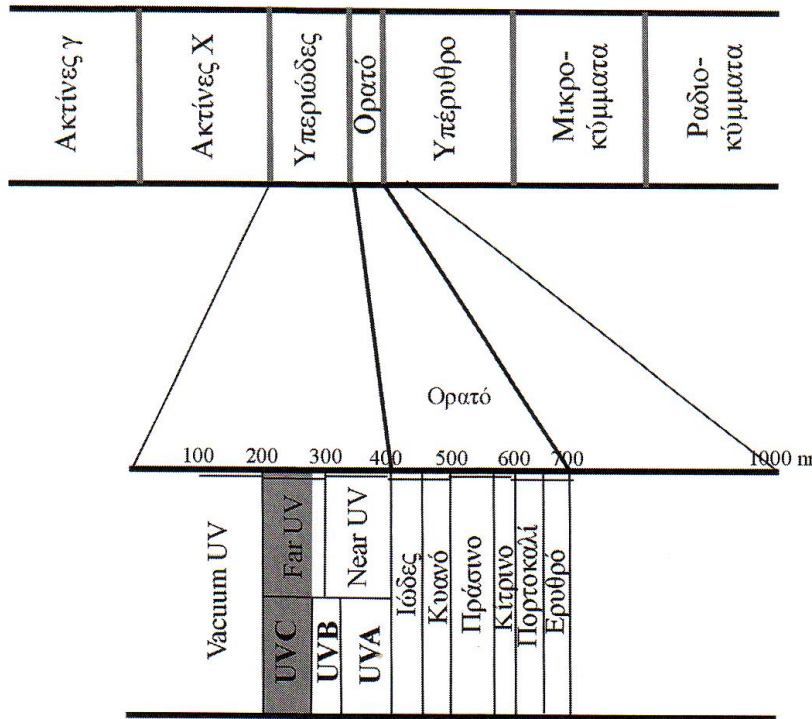 Ακτίνες γ
Ακτίνες Χ
Υπεριώδες
Ορατό
Υπέρυθρο
Μικρο-
κύμματα
Ραδιο-
κύμματα
Ορατό
100 200 300 400 500 600 700 1000 n
Vacuum UV
Far UV
Near UV
UVC
UVB
UVA
Ιώδες
Κυανό
Πράσινο
Κίτρινο
Πορτοκαλί
Ερυθρό